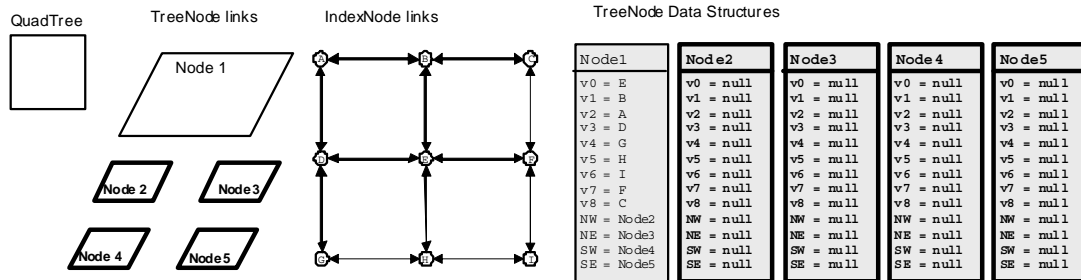 QuadTree
TreeNode links
IndexNode links
TreeNode Data Structures
Node 1
Node 2
Node3
Node 4
Node5
A B C
D E F
G H I
Node1
v0 = E
v1 = B
v2 = A
v3 = D
v4 = G
v5 = H
v6 = I
v7 = F
v8 = C
NW = Node2
NE = Node3
SW = Node4
SE = Node5
Node2
v0 = null
v1 = null
v2 = null
v3 = null
v4 = null
v5 = null
v6 = null
v7 = null
v8 = null
NW = null
NE = null
SW = null
SE = null
Node3
v0 = null
v1 = null
v2 = null
v3 = null
v4 = null
v5 = null
v6 = null
v7 = null
v8 = null
NW = null
NE = null
SW = null
SE = null
Node4
v0 = null
v1 = null
v2 = null
v3 = null
v4 = null
v5 = null
v6 = null
v7 = null
v8 = null
NW = null
NE = null
SW = null
SE = null
Node5
v0 = null
v1 = null
v2 = null
v3 = null
v4 = null
v5 = null
v6 = null
v7 = null
v8 = null
NW = null
NE = null
SW = null
SE = null